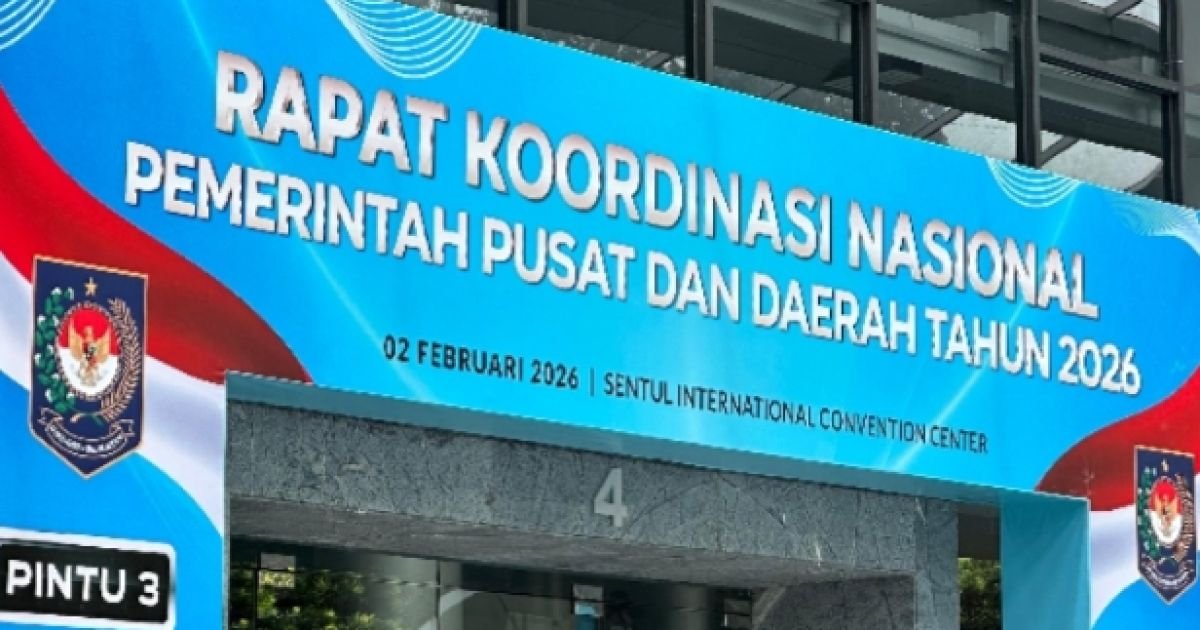 RAPAT KOORDINASI NASIONAL
PEMERINTAH PUSAT DAN DAERAH TAHUN 2026
02 FEBRUARI 2026 | SENTUL INTERNATIONAL CONVENTION CENTER
4
PINTU 3